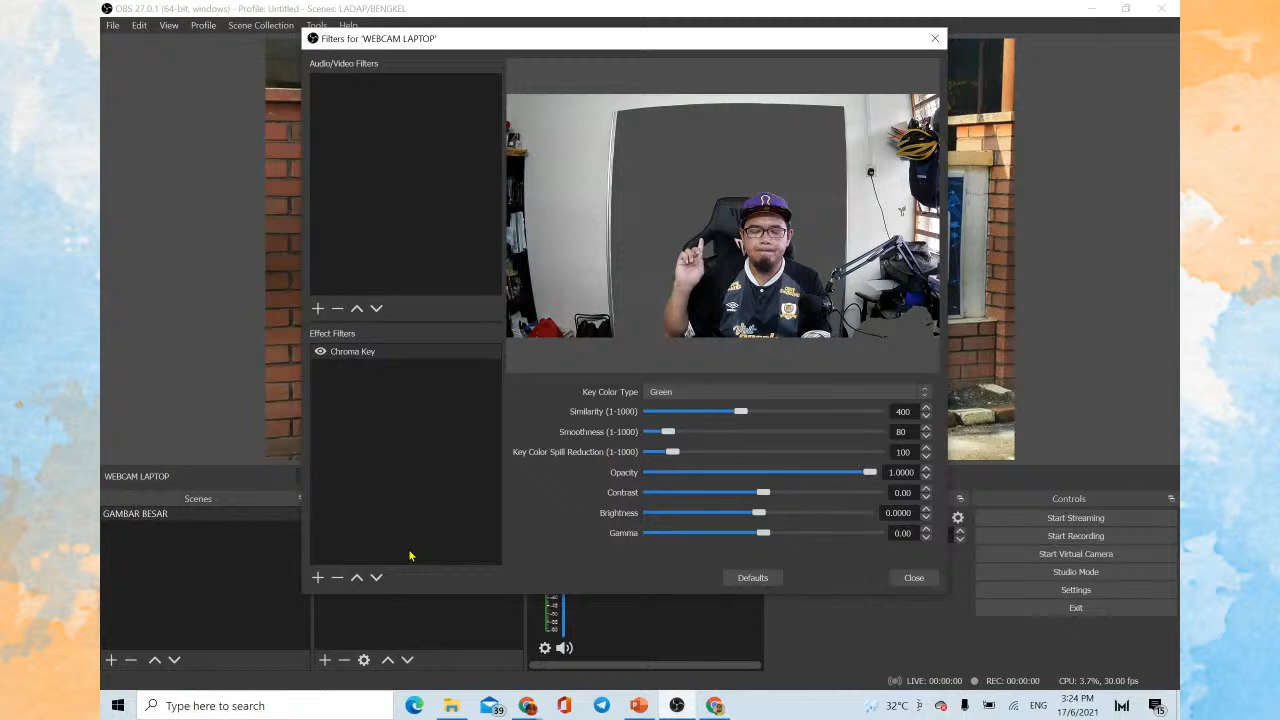 OBS 27.0.1 (64-bit, windows) - Profile: Untitled - Scenes: LADAP/BENGKEL
File Edit View Profile Scene Collection Tools Help
Filters for 'WEBCAM LAPTOP'
Audio/Video Filters
Effect Filters
Chroma Key
Key Color Type Green
Similarity (1-1000) 400
Smoothness (1-1000) 80
Key Color Spill Reduction (1-1000) 100
Opacity 1.0000
Contrast 0.00
Brightness 0.0000
Gamma 0.00
Defaults Close
WEBCAM LAPTOP
Scenes
GAMBAR BESAR
Controls
Start Streaming
Start Recording
Start Virtual Camera
Studio Mode
Settings
Exit
LIVE: 00:00:00 REC: 00:00:00 CPU: 3.7%, 30.00 fps
Type here to search
39
32°C
ENG
3:24 PM
17/6/2021
15